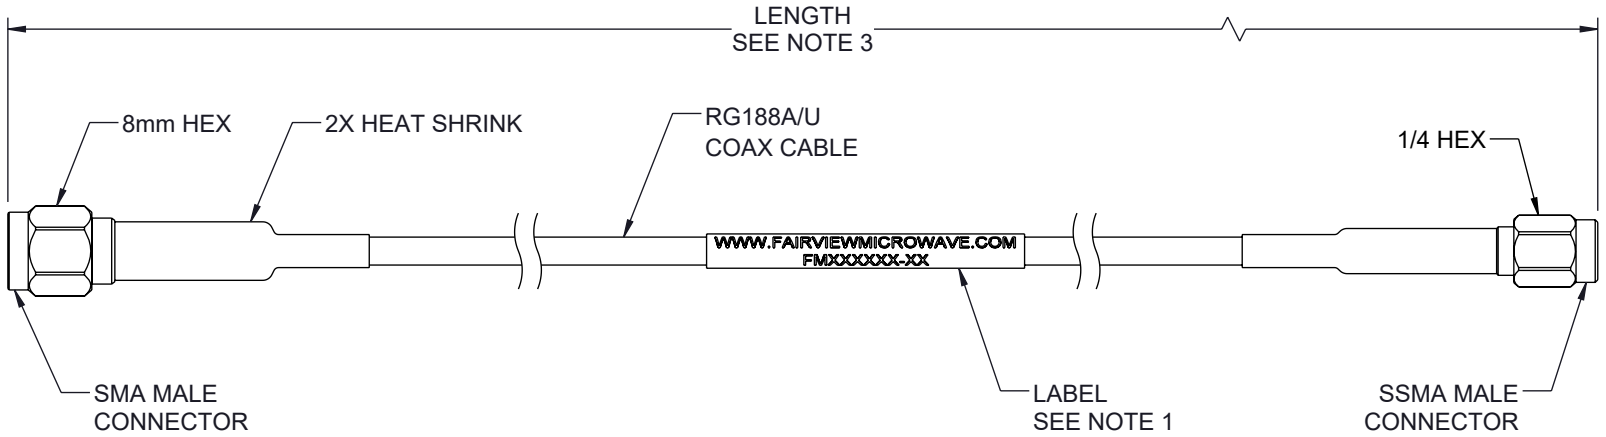 LENGTH
SEE NOTE 3
8mm HEX
2X HEAT SHRINK
RG188A/U
COAX CABLE
1/4 HEX
WWW.FAIRVIEWMICROWAVE.COM
FMXXXXXX-XX
SMA MALE
CONNECTOR
LABEL
SEE NOTE 1
SSMA MALE
CONNECTOR